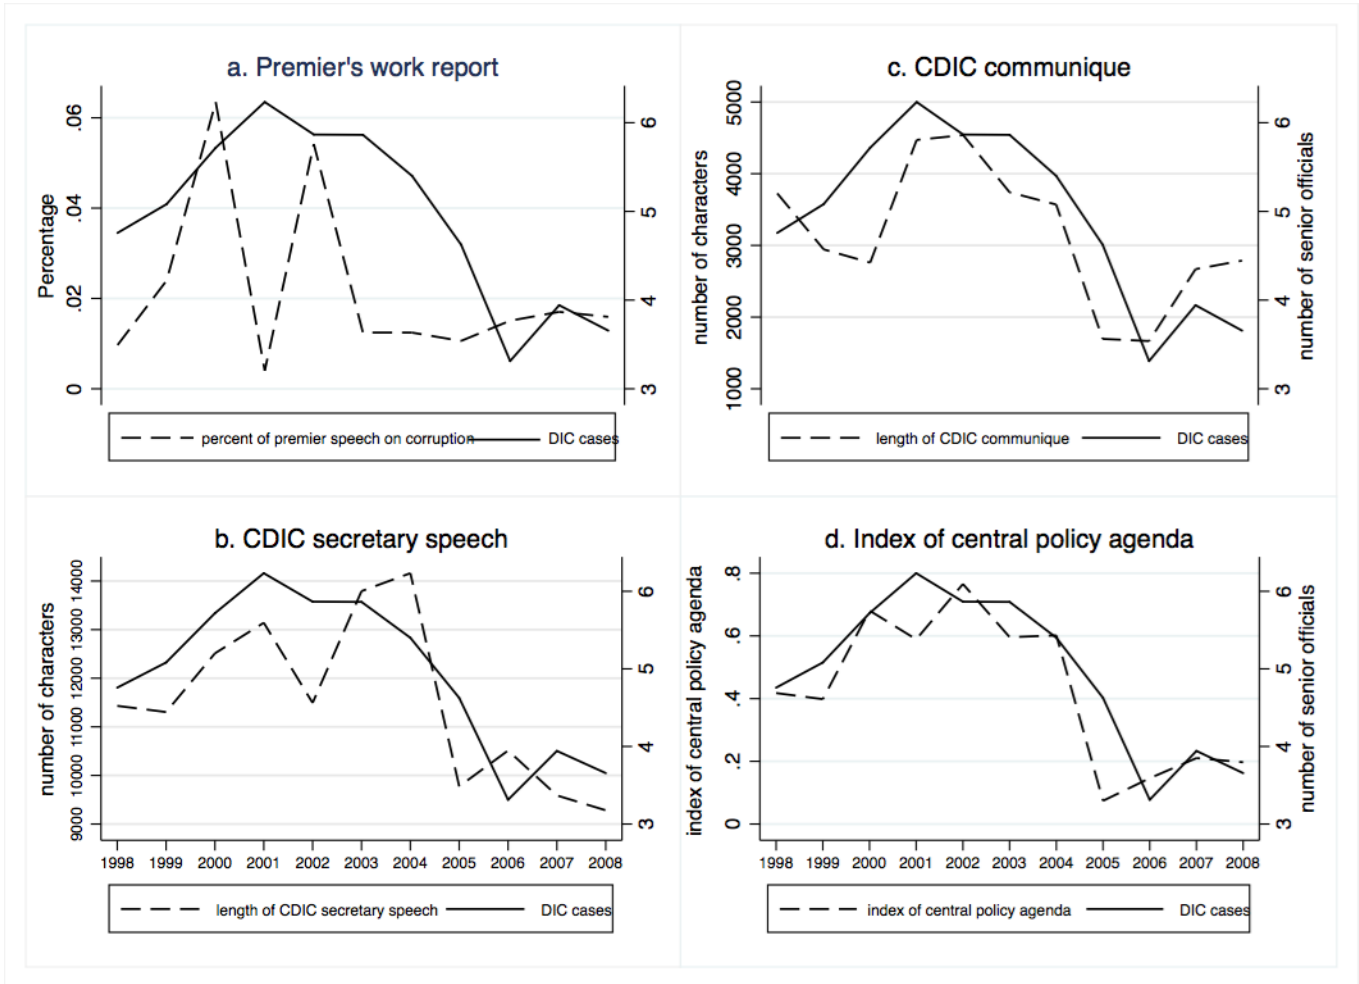 a. Premier's work report
Percentage
0 .02 .04 .06
3 4 5 6
percent of premier speech on corruption DIC cases
c. CDIC communique
number of characters
1000 2000 3000 4000 5000
3 4 5 6
number of senior officials
length of CDIC communique DIC cases
b. CDIC secretary speech
number of characters
9000 10000 11000 12000 13000 14000
3 4 5 6
1998 1999 2000 2001 2002 2003 2004 2005 2006 2007 2008
length of CDIC secretary speech DIC cases
d. Index of central policy agenda
index of central policy agenda
0 .2 .4 .6 .8
3 4 5 6
number of senior officials
1998 1999 2000 2001 2002 2003 2004 2005 2006 2007 2008
index of central policy agenda DIC cases